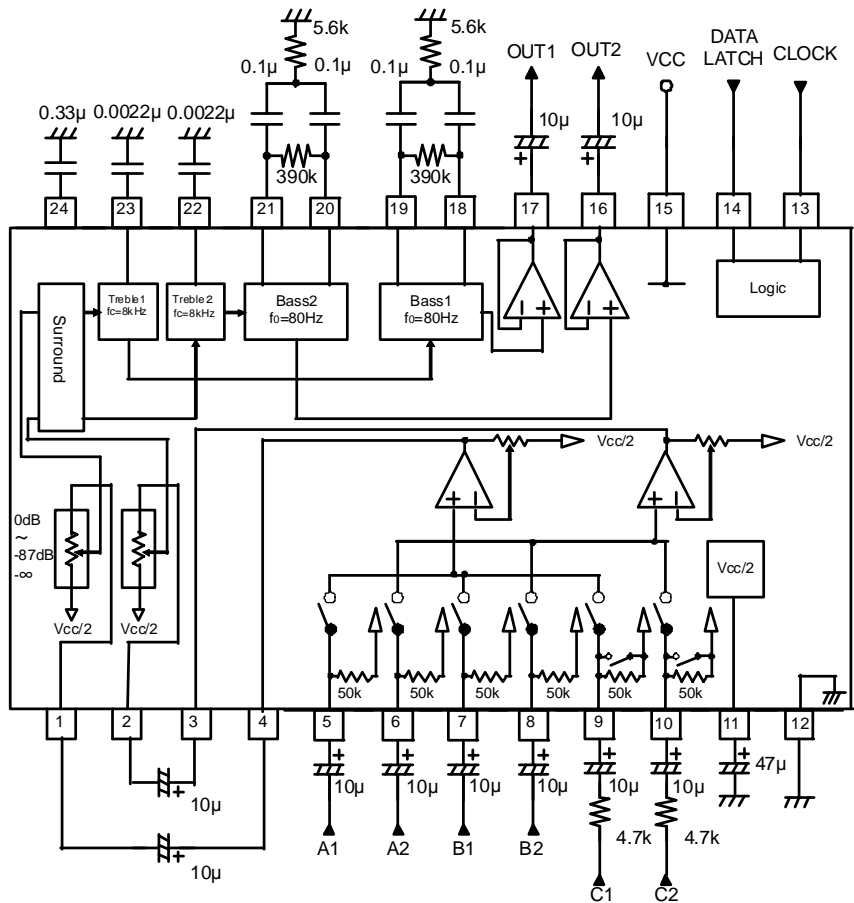 5.6k 5.6k
OUT1 OUT2 VCC DATA LATCH CLOCK
0.1μ 0.1μ 0.1μ 0.1μ
0.33μ 0.0022μ 0.0022μ
10μ 10μ
+ +
390k 390k
24 23 22 21 20 19 18 17 16 15 14 13
Surround
Treble1
fc=8kHz
Treble 2
fc=8kHz
Bass2
f0=80Hz
Bass1
f0=80Hz
Logic
Vcc/2 Vcc/2
0dB
~
-87dB
-∞
Vcc/2 Vcc/2
Vcc/2
50k 50k 50k 50k 50k 50k
1 2 3 4 5 6 7 8 9 10 11 12
+ + + + + + +
10μ 10μ 10μ 10μ 10μ 10μ 47μ
+ 10μ
+ 10μ
4.7k 4.7k
A1 A2 B1 B2
C1 C2